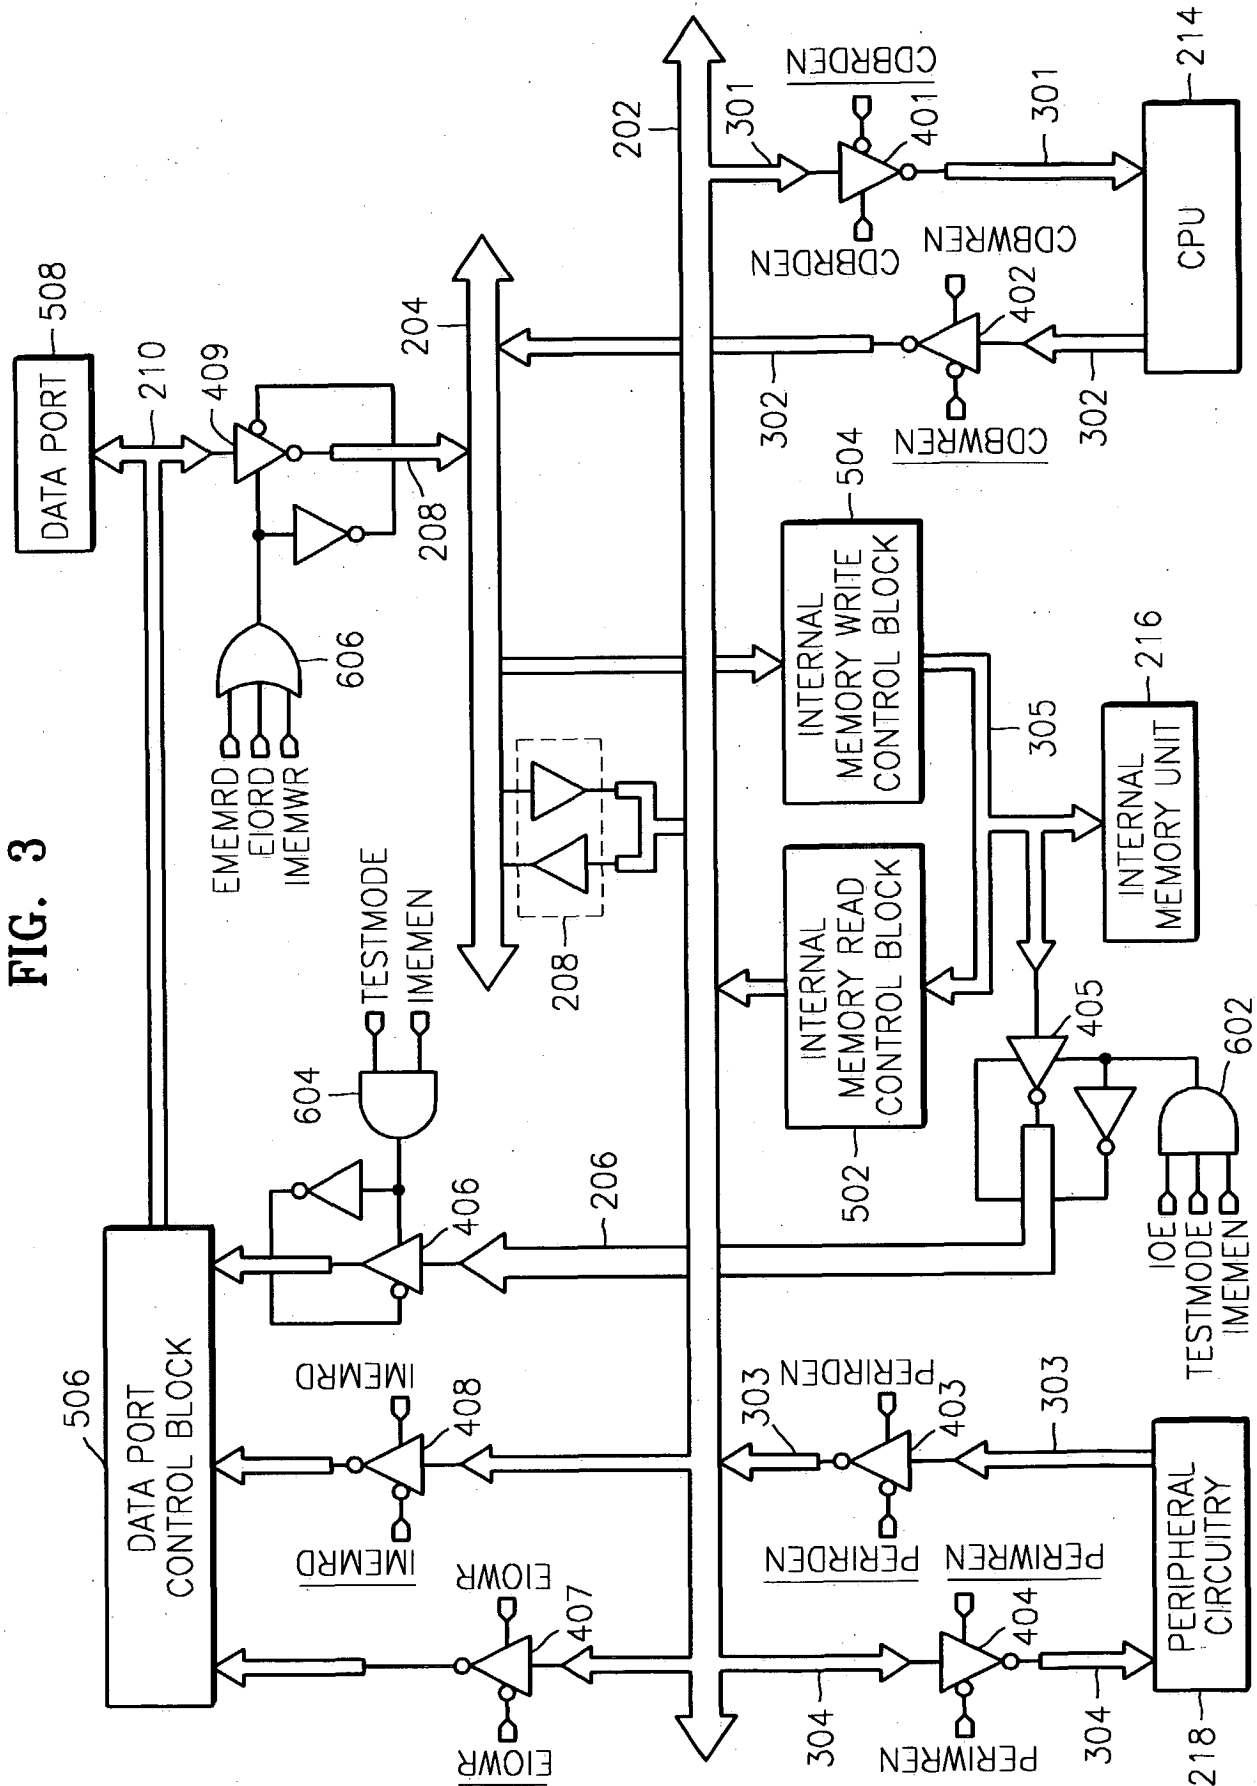 FIG. 3
506
DATA PORT
CONTROL BLOCK
DATA PORT
508
210
409
EMEMRD
EIORD
IMEMWR
606
208
204
TESTMODE
IMEMEN
604
406
206
IMEMRD
IMEMRD
408
EIOWR
EIOWR
407
208
202
301
CDBRDEN
CDBRDEN
401
301
302
CDBWREN
CDBWREN
402
302
CPU
214
504
INTERNAL
MEMORY WRITE
CONTROL BLOCK
INTERNAL
MEMORY READ
CONTROL BLOCK
502
305
INTERNAL
MEMORY UNIT
216
405
602
IOE
TESTMODE
IMEMEN
303
PERIRDEN
PERIRDEN
403
303
304
PERIWREN
PERIWREN
404
304
PERIPHERAL
CIRCUITRY
218